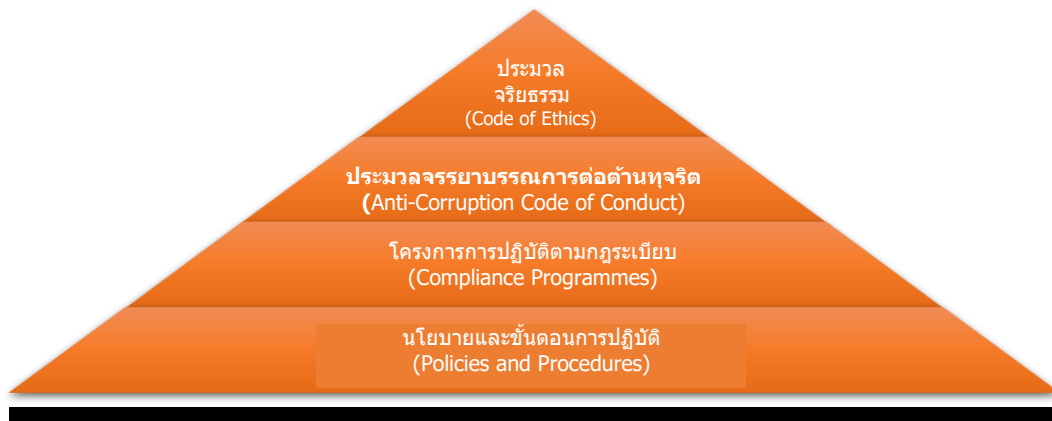 ประมวล
จริยธรรม
(Code of Ethics)
ประมวลจรรยาบรรณการต่อต้านทุจริต
(Anti-Corruption Code of Conduct)
โครงการการปฏิบัติตามกฎระเบียบ
(Compliance Programmes)
นโยบายและขั้นตอนการปฏิบัติ
(Policies and Procedures)